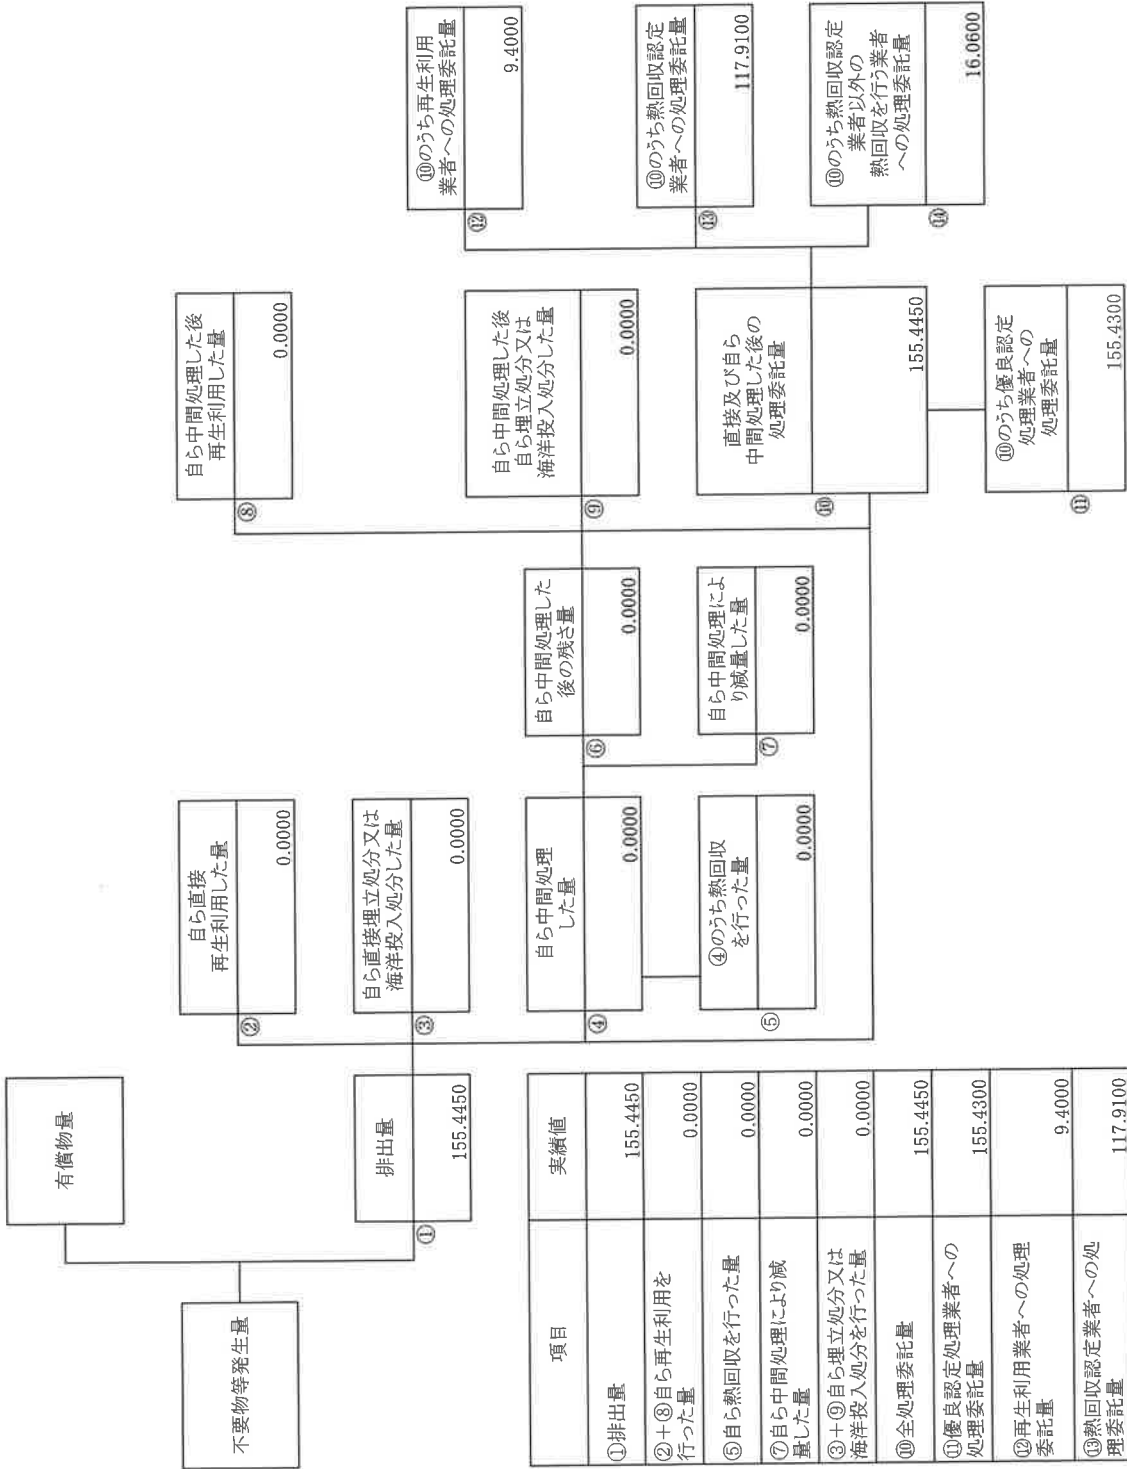 不要物等発生量
有償物量
排出量
①
155.4450
自ら直接
再生利用した量
②
0.0000
自ら直接埋立処分又は
海洋投入処分した量
③
0.0000
自ら中間処理
した量
④
0.0000
④のうち熱回収
を行った量
⑤
0.0000
自ら中間処理した
後の残さ量
⑥
0.0000
自ら中間処理によ
り減量した量
⑦
0.0000
自ら中間処理した後
再生利用した量
⑧
0.0000
自ら中間処理した後
自ら埋立処分又は
海洋投入処分した量
⑨
0.0000
直接及び自ら
中間処理した後の
処理委託量
⑩
155.4450
⑩のうち優良認定
処理業者への
処理委託量
⑪
155.4300
⑩のうち再生利用
業者への処理委託量
⑫
9.4000
⑩のうち熱回収認定
業者への処理委託量
⑬
117.9100
⑩のうち熱回収認定
業者以外の
熱回収を行う業者
への処理委託量
⑭
16.0600
項目 実績値
①排出量 155.4450
②+⑧自ら再生利用を
行った量 0.0000
⑤自ら熱回収を行った量 0.0000
⑦自ら中間処理により減
量した量 0.0000
③+⑨自ら埋立処分又は
海洋投入処分を行った量 0.0000
⑩全処理委託量 155.4450
⑪優良認定処理業者への
処理委託量 155.4300
⑫再生利用業者への処理
委託量 9.4000
⑬熱回収認定業者への処
理委託量 117.9100